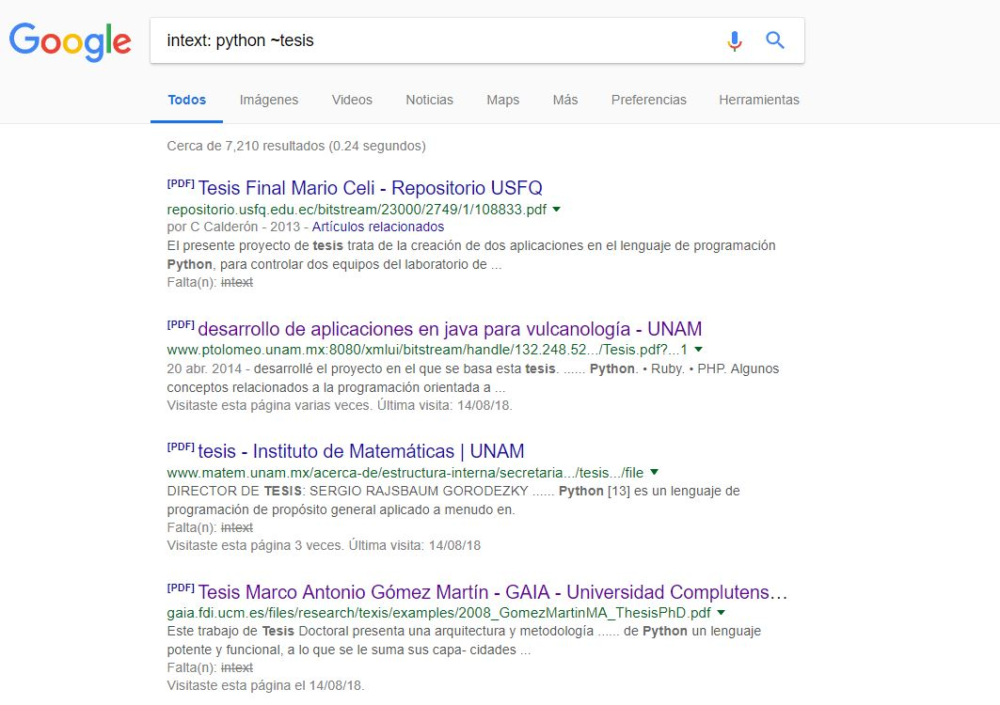 Google
intext: python ~tesis
Todos Imágenes Videos Noticias Maps Más Preferencias Herramientas
Cerca de 7,210 resultados (0.24 segundos)
[PDF] Tesis Final Mario Celi - Repositorio USFQ
repositorio.usfq.edu.ec/bitstream/23000/2749/1/108833.pdf
por C Calderón - 2013 - Artículos relacionados
El presente proyecto de tesis trata de la creación de dos aplicaciones en el lenguaje de programación
Python, para controlar dos equipos del laboratorio de ...
Falta(n): intext
[PDF] desarrollo de aplicaciones en java para vulcanología - UNAM
www.ptolomeo.unam.mx:8080/xmlui/bitstream/handle/132.248.52.../Tesis.pdf?...1
20 abr. 2014 - desarrollé el proyecto en el que se basa esta tesis. ...... Python. • Ruby. • PHP. Algunos
conceptos relacionados a la programación orientada a ...
Visitaste esta página varias veces. Última visita: 14/08/18.
[PDF] tesis - Instituto de Matemáticas | UNAM
www.matem.unam.mx/acerca-de/estructura-interna/secretaria.../tesis.../file
DIRECTOR DE TESIS: SERGIO RAJSBAUM GORODEZKY ...... Python [13] es un lenguaje de
programación de propósito general aplicado a menudo en.
Falta(n): intext
Visitaste esta página 3 veces. Última visita: 14/08/18
[PDF] Tesis Marco Antonio Gómez Martín - GAIA - Universidad Complutens...
gaia.fdi.ucm.es/files/research/texis/examples/2008_GomezMartinMA_ThesisPhD.pdf
Este trabajo de Tesis Doctoral presenta una arquitectura y metodología ...... de Python un lenguaje
potente y funcional, a lo que se le suma sus capa- cidades ...
Falta(n): intext
Visitaste esta página el 14/08/18.